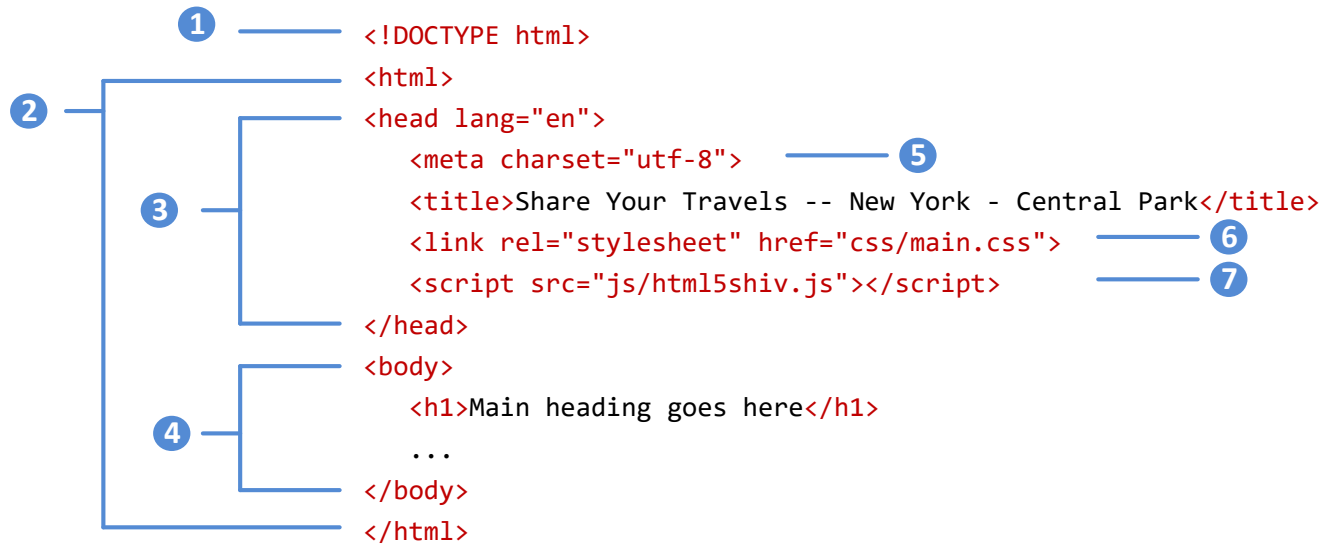 1 <!DOCTYPE html>
2 <html>
3 <head lang="en">
<meta charset="utf-8"> 5
<title>Share Your Travels -- New York - Central Park</title>
<link rel="stylesheet" href="css/main.css"> 6
<script src="js/html5shiv.js"></script> 7
</head>
<body>
<h1>Main heading goes here</h1>
4 ...
</body>
</html>